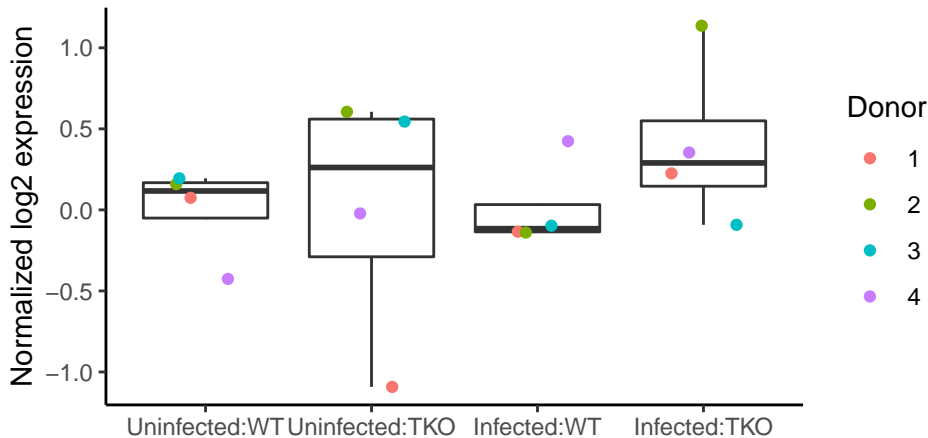 Normalized log2 expression
1.0
0.5
0.0
−0.5
−1.0
Uninfected:WT
Uninfected:TKO
Infected:WT
Infected:TKO
Donor
1
2
3
4